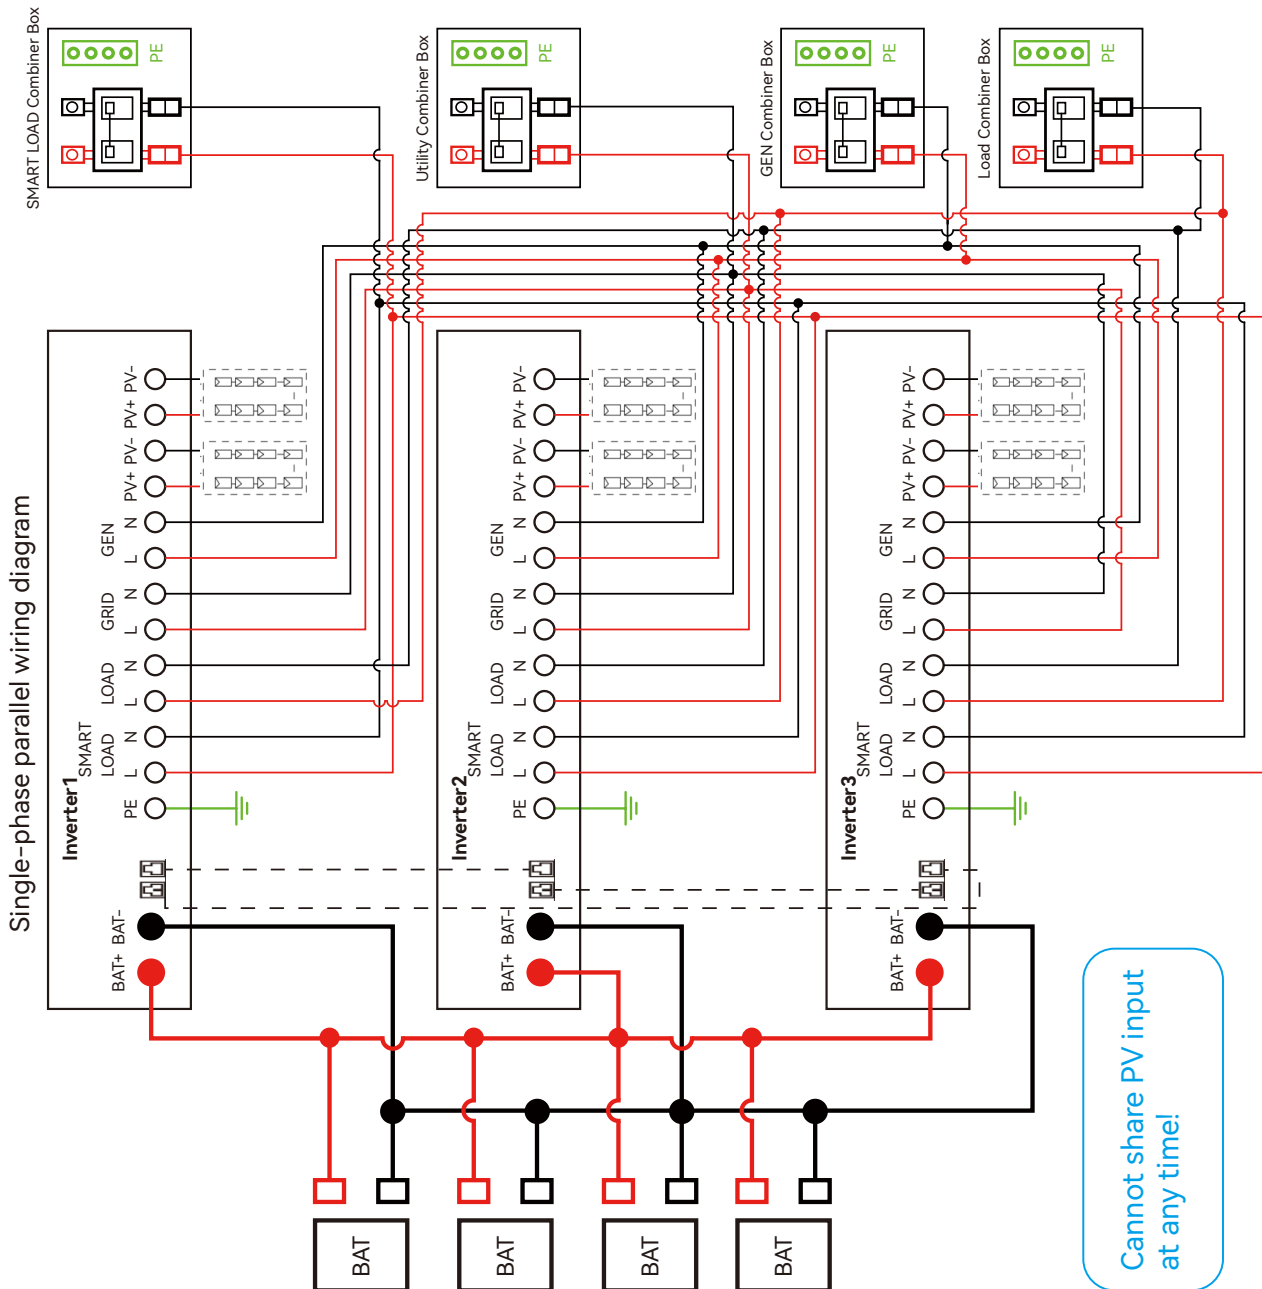 Single-phase parallel wiring diagram
SMART LOAD Combiner Box
PE
Utility Combiner Box
PE
GEN Combiner Box
PE
Load Combiner Box
PE
Inverter1
PV-
PV+
PV-
PV+
GEN
N
L
GRID
N
L
LOAD
N
L
SMART
LOAD
N
L
PE
BAT-
BAT+
Inverter2
PV-
PV+
PV-
PV+
GEN
N
L
GRID
N
L
LOAD
N
L
SMART
LOAD
N
L
PE
BAT-
BAT+
Inverter3
PV-
PV+
PV-
PV+
GEN
N
L
GRID
N
L
LOAD
N
L
SMART
LOAD
N
L
PE
BAT-
BAT+
BAT
BAT
BAT
BAT
Cannot share PV input
at any time!